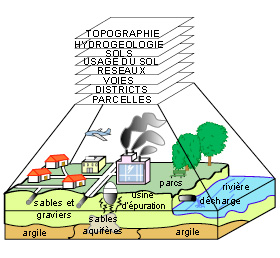 TOPOGRAPHIE
HYDROGEOLOGIE
SOLS
USAGE DU SOL
RESEAUX
VOIES
DISTRICTS
PARCELLES
parcs
rivière
sables et
graviers
usine
d'épuration
décharge
sables
aquifères
argile
argile